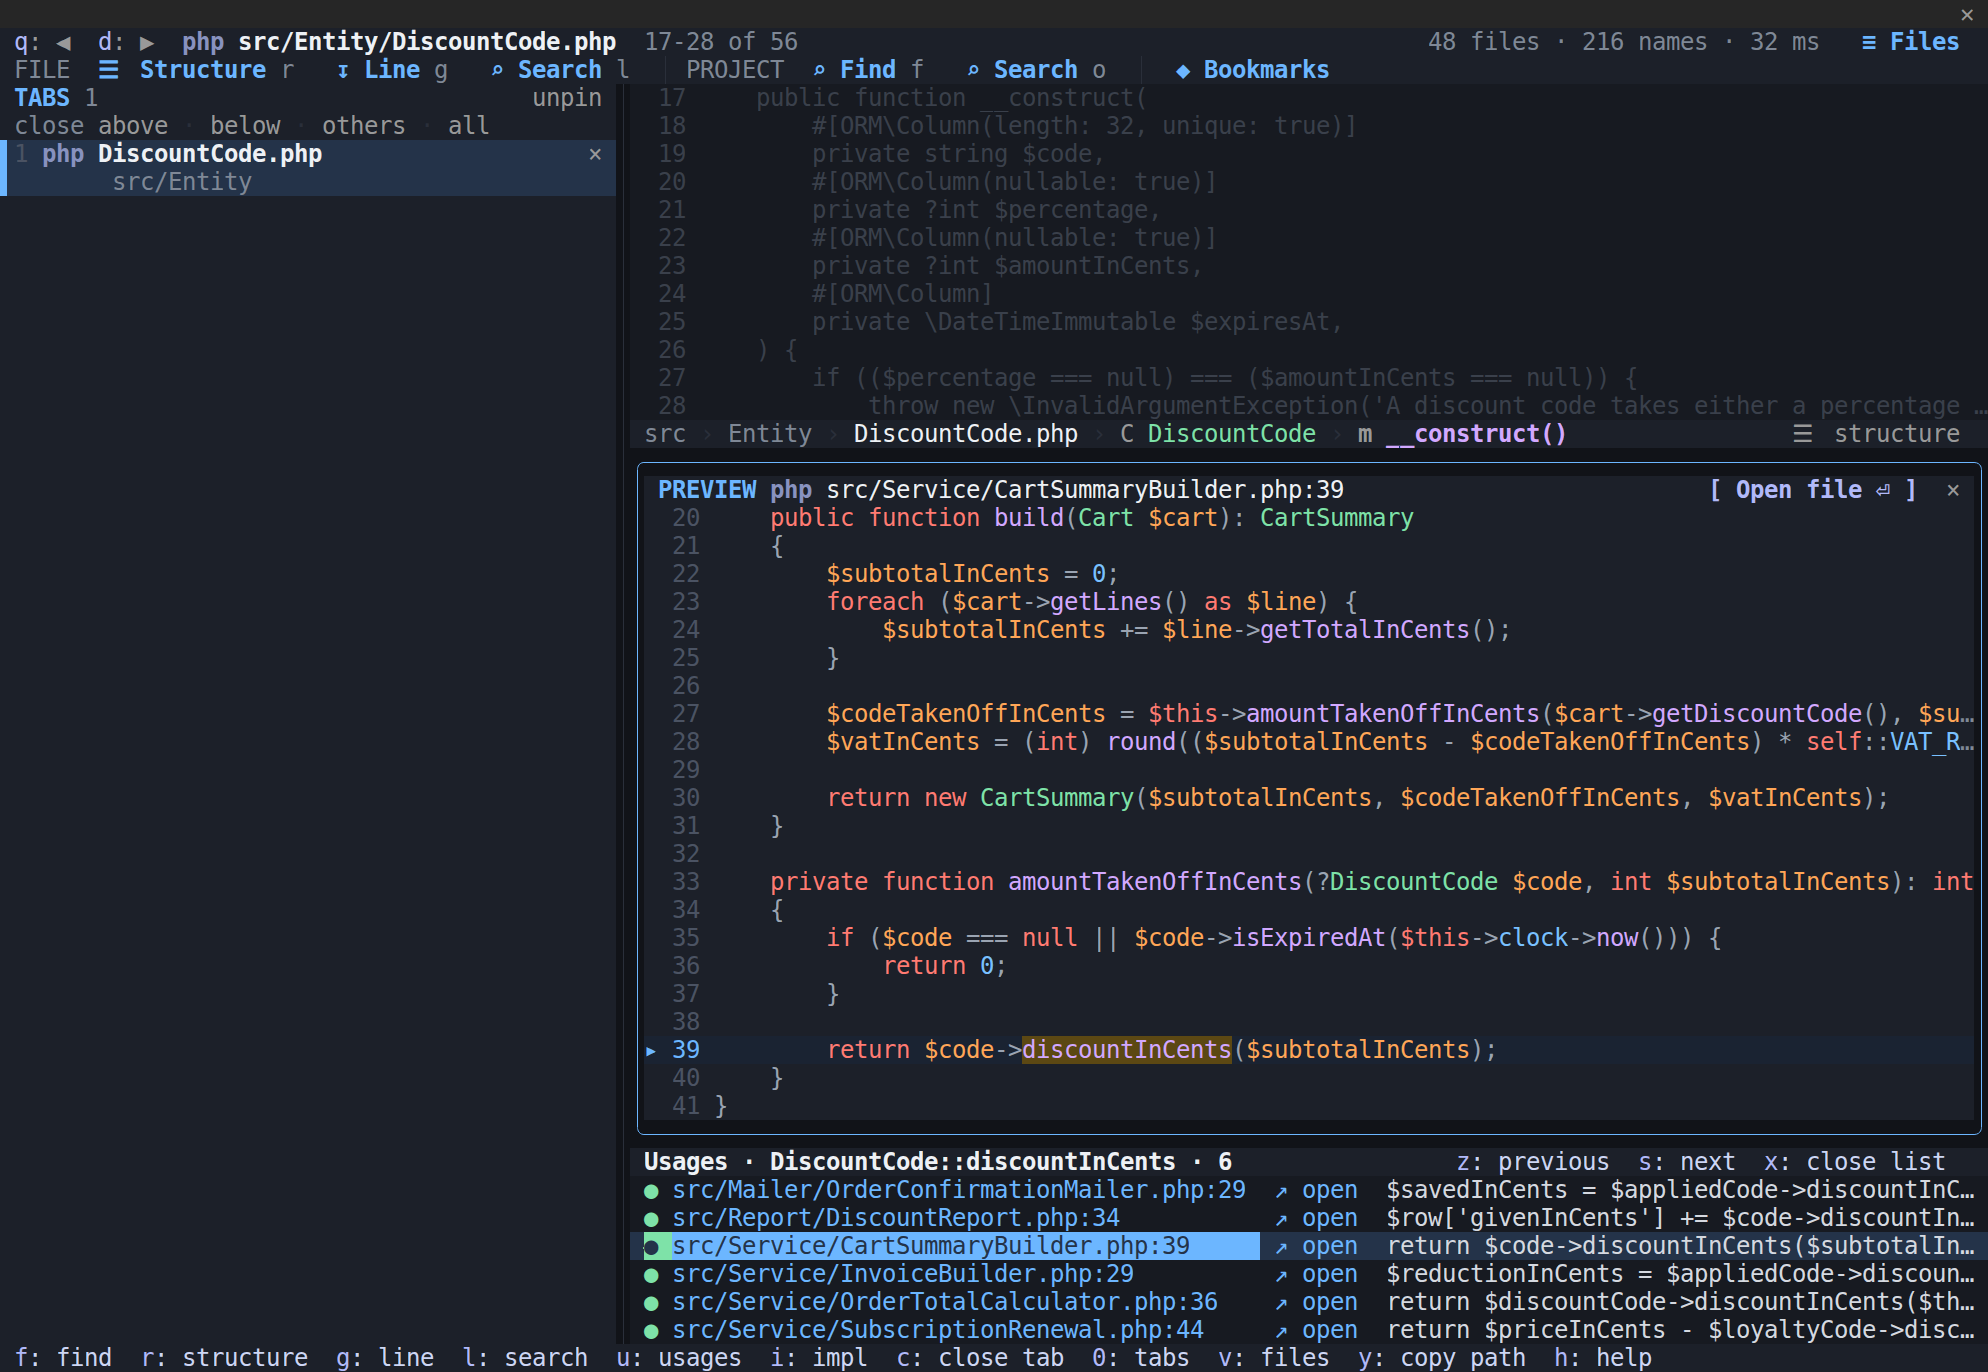 ×
q: ◀  d: ▶  php src/Entity/DiscountCode.php  17-28 of 56  48 files · 216 names · 32 ms  ≡ Files
FILE  ☰ Structure r  ↧ Line g  ⌕ Search l  PROJECT  ⌕ Find f  ⌕ Search o  ◆ Bookmarks
TABS 1  unpin
close above · below · others · all
1 php DiscountCode.php  ×
src/Entity
17     public function __construct(
18         #[ORM\Column(length: 32, unique: true)]
19         private string $code,
20         #[ORM\Column(nullable: true)]
21         private ?int $percentage,
22         #[ORM\Column(nullable: true)]
23         private ?int $amountInCents,
24         #[ORM\Column]
25         private \DateTimeImmutable $expiresAt,
26     ) {
27         if (($percentage === null) === ($amountInCents === null)) {
28             throw new \InvalidArgumentException('A discount code takes either a percentage …
src › Entity › DiscountCode.php › C DiscountCode › m __construct()  ☰ structure
PREVIEW php src/Service/CartSummaryBuilder.php:39  [ Open file ⏎ ]  ×
20     public function build(Cart $cart): CartSummary
21     {
22         $subtotalInCents = 0;
23         foreach ($cart->getLines() as $line) {
24             $subtotalInCents += $line->getTotalInCents();
25         }
26
27         $codeTakenOffInCents = $this->amountTakenOffInCents($cart->getDiscountCode(), $su…
28         $vatInCents = (int) round(($subtotalInCents - $codeTakenOffInCents) * self::VAT_R…
29
30         return new CartSummary($subtotalInCents, $codeTakenOffInCents, $vatInCents);
31     }
32
33     private function amountTakenOffInCents(?DiscountCode $code, int $subtotalInCents): int
34     {
35         if ($code === null || $code->isExpiredAt($this->clock->now())) {
36             return 0;
37         }
38
▸ 39         return $code->discountInCents($subtotalInCents);
40     }
41 }
Usages · DiscountCode::discountInCents · 6  z: previous  s: next  x: close list
● src/Mailer/OrderConfirmationMailer.php:29  ↗ open  $savedInCents = $appliedCode->discountInC…
● src/Report/DiscountReport.php:34  ↗ open  $row['givenInCents'] += $code->discountIn…
● src/Service/CartSummaryBuilder.php:39  ↗ open  return $code->discountInCents($subtotalIn…
● src/Service/InvoiceBuilder.php:29  ↗ open  $reductionInCents = $appliedCode->discoun…
● src/Service/OrderTotalCalculator.php:36  ↗ open  return $discountCode->discountInCents($th…
● src/Service/SubscriptionRenewal.php:44  ↗ open  return $priceInCents - $loyaltyCode->disc…
f: find  r: structure  g: line  l: search  u: usages  i: impl  c: close tab  0: tabs  v: files  y: copy path  h: help